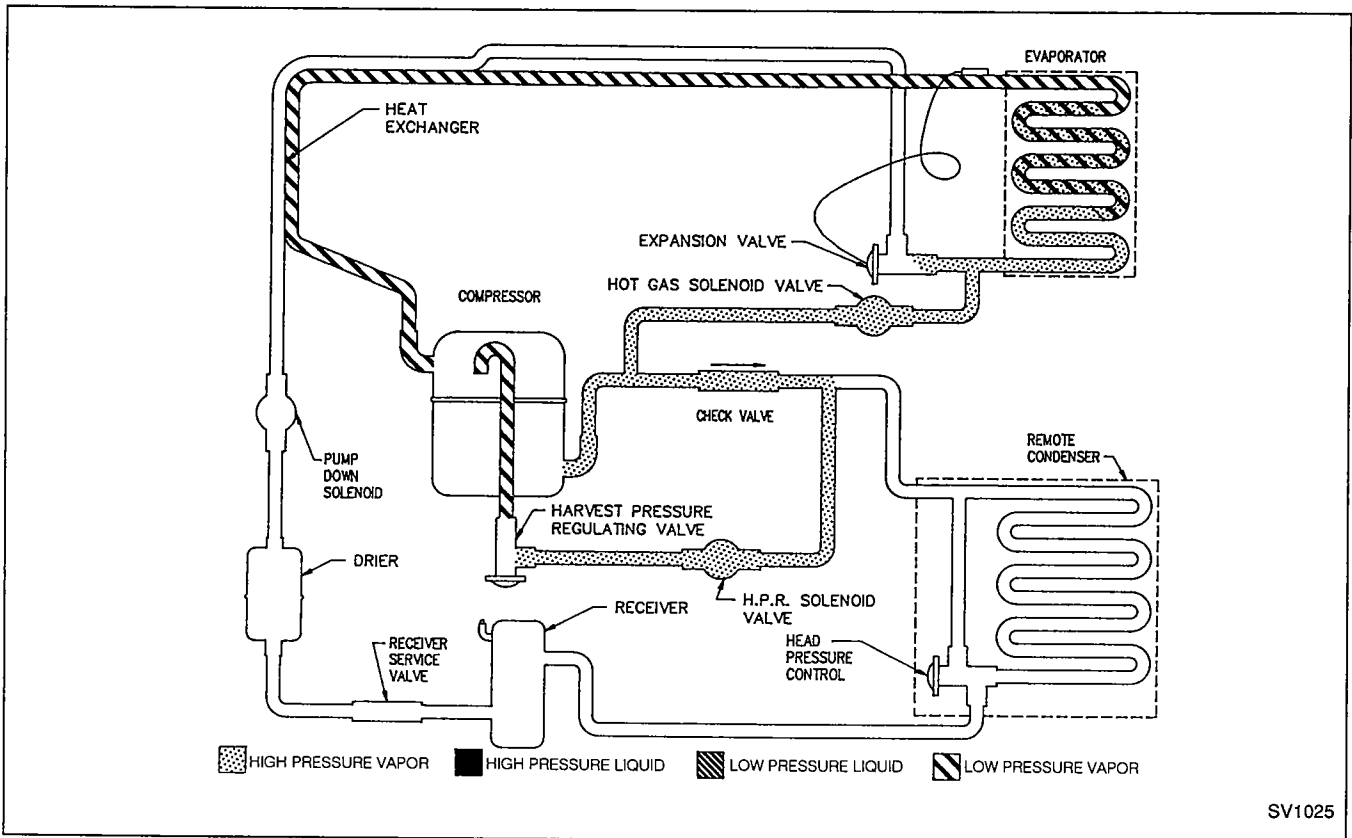 EVAPORATOR
HEAT
EXCHANGER
EXPANSION VALVE
HOT GAS SOLENOID VALVE
COMPRESSOR
CHECK VALVE
REMOTE
CONDENSER
PUMP
DOWN
SOLENOID
HARVEST PRESSURE
REGULATING VALVE
DRIER
H.P.R. SOLENOID
VALVE
RECEIVER
HEAD
PRESSURE
CONTROL
RECEIVER
SERVICE
VALVE
HIGH PRESSURE VAPOR
HIGH PRESSURE LIQUID
LOW PRESSURE LIQUID
LOW PRESSURE VAPOR
SV1025